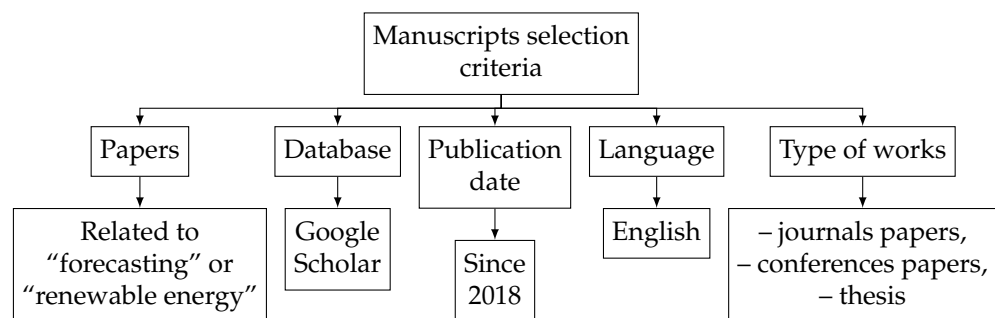 Manuscripts selection
criteria
Papers
Database
Publication
date
Language
Type of works
Related to
“forecasting” or
“renewable energy”
Google
Scholar
Since
2018
English
– journals papers,
– conferences papers,
– thesis